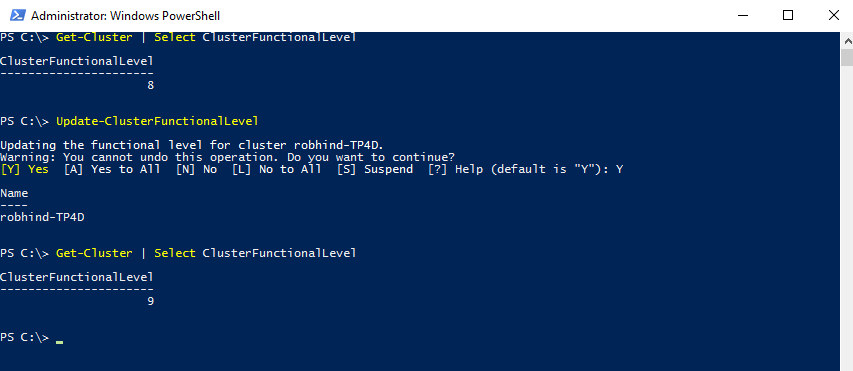 Administrator: Windows PowerShell
PS C:\> Get-Cluster | Select ClusterFunctionalLevel
ClusterFunctionalLevel
----------------------
8
PS C:\> Update-ClusterFunctionalLevel
Updating the functional level for cluster robhind-TP4D.
Warning: You cannot undo this operation. Do you want to continue?
[Y] Yes  [A] Yes to All  [N] No  [L] No to All  [S] Suspend  [?] Help (default is "Y"): Y
Name
----
robhind-TP4D
PS C:\> Get-Cluster | Select ClusterFunctionalLevel
ClusterFunctionalLevel
----------------------
9
PS C:\> _